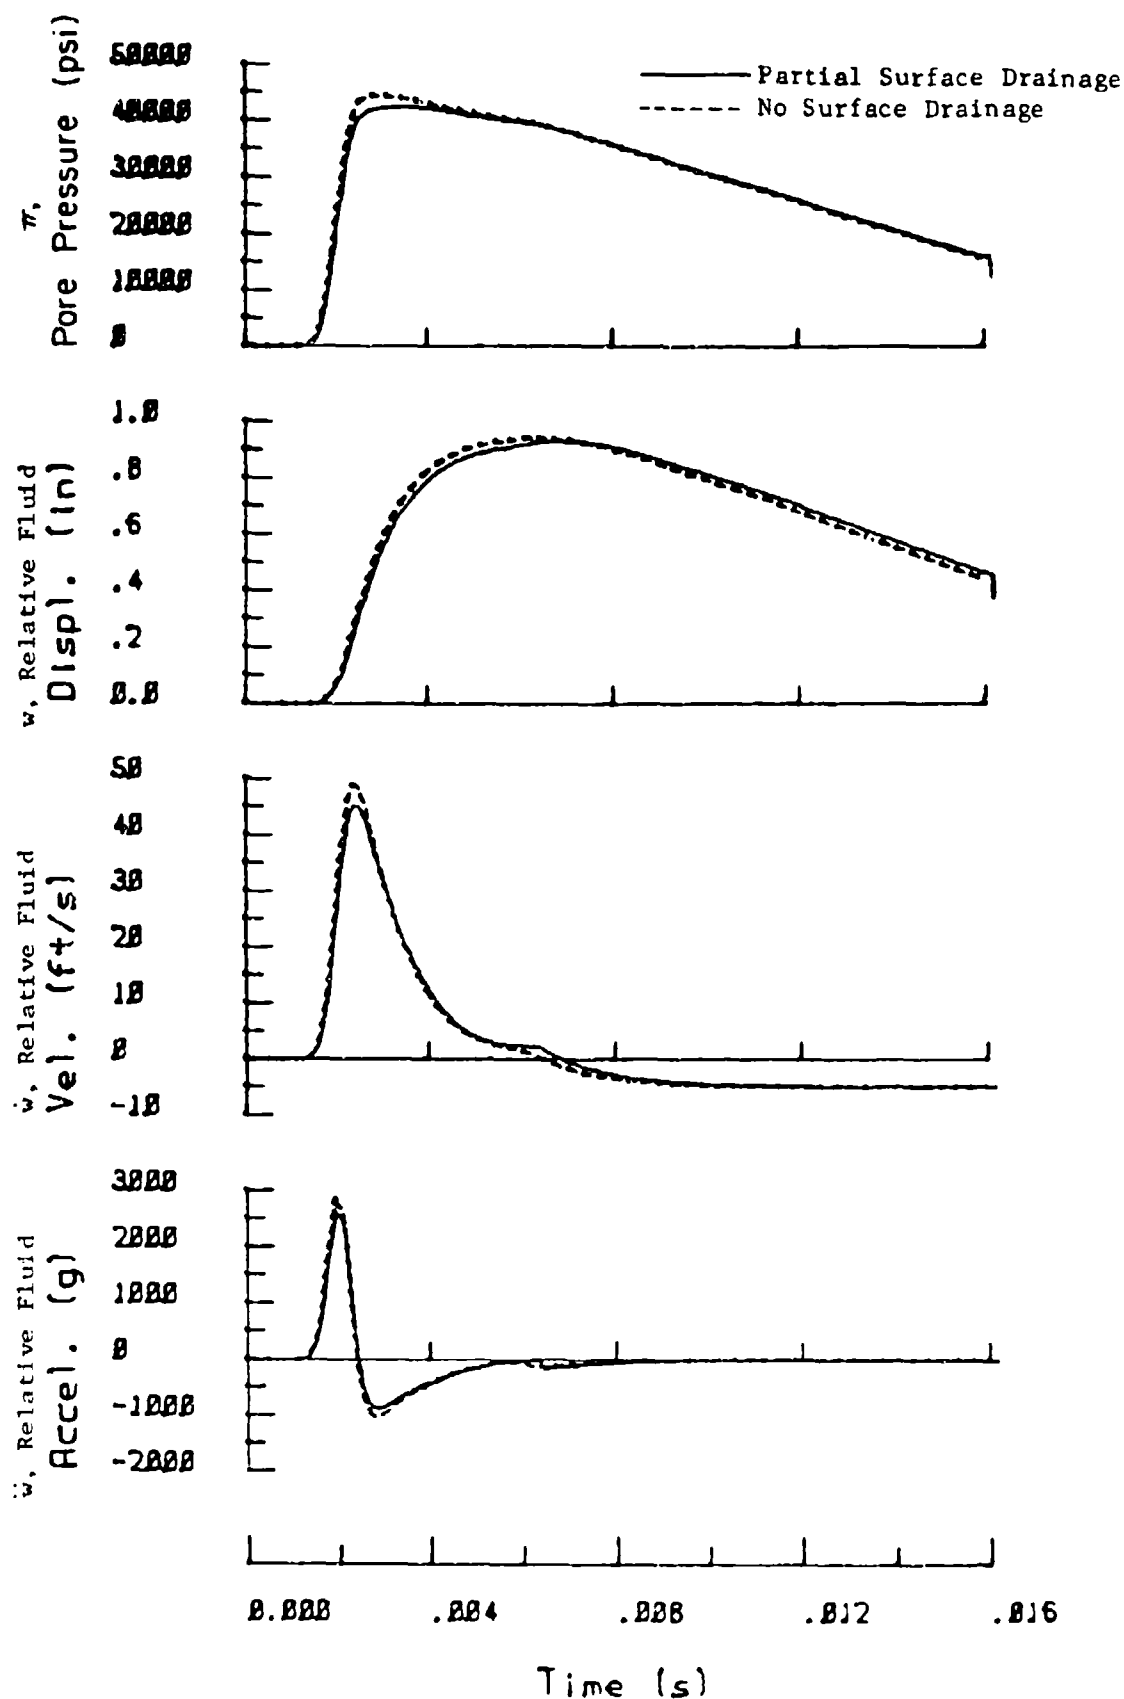 Partial Surface Drainage
No Surface Drainage
π,
Pore Pressure (psi)
50000
40000
30000
20000
10000
0
w, Relative Fluid
Displ. (in)
1.0
.8
.6
.4
.2
0.0
ẇ, Relative Fluid
Vel. (ft/s)
50
40
30
20
10
0
-10
ẅ, Relative Fluid
Accel. (g)
3000
2000
1000
0
-1000
-2000
0.000
.004
.008
.012
.016
Time (s)